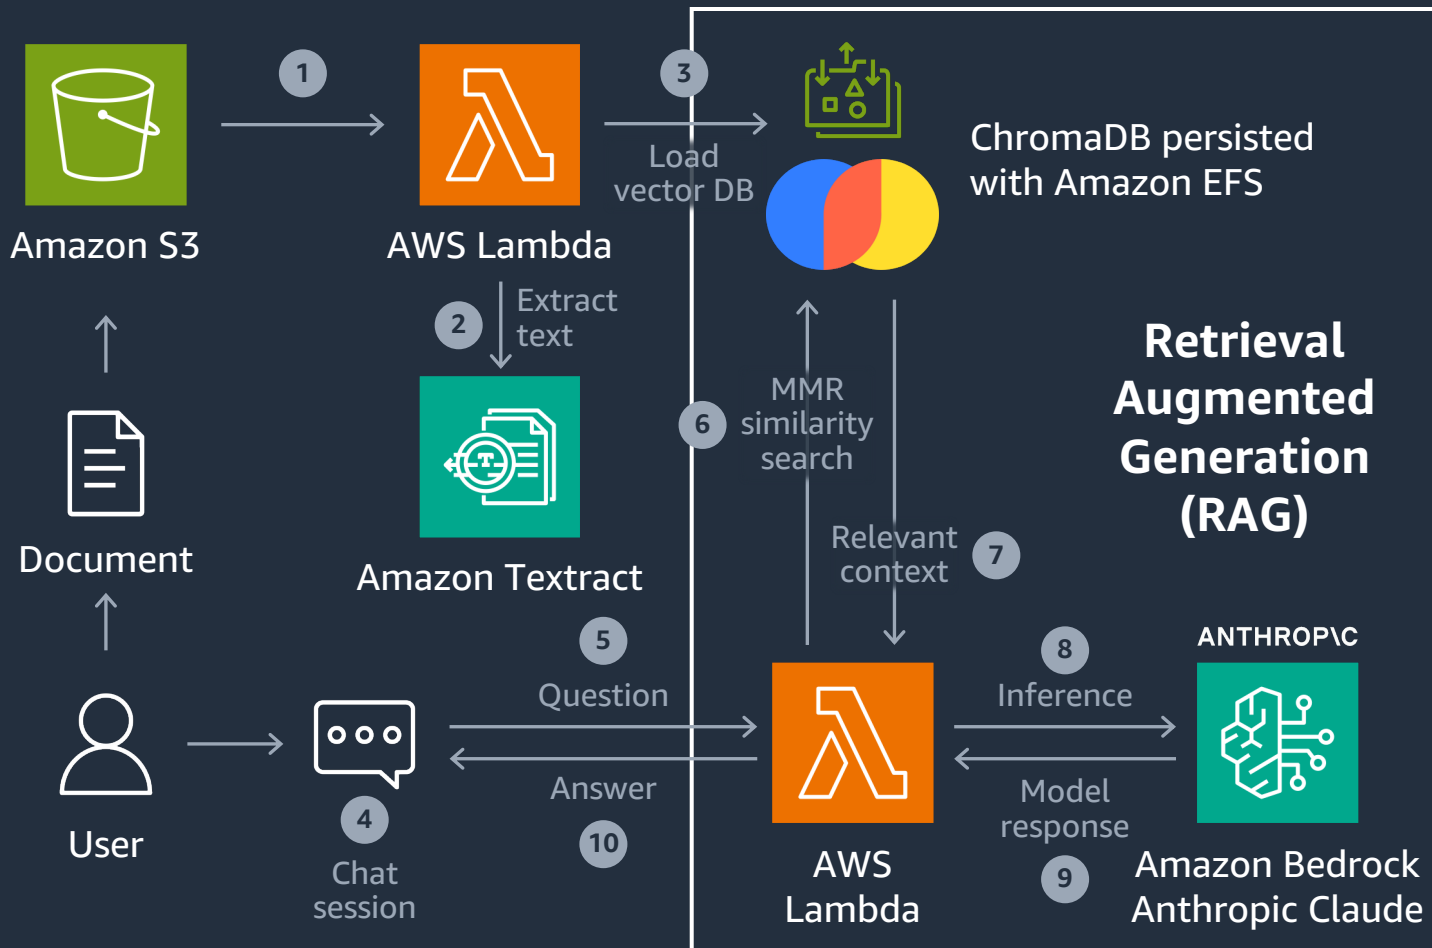 1
3
Load
vector DB
ChromaDB persisted
with Amazon EFS
Amazon S3
AWS Lambda
2
Extract
text
Retrieval
Augmented
Generation
(RAG)
MMR
similarity
search
6
T
Document
Amazon Textract
Relevant
context
7
5
Question
8
Inference
ANTHROP\C
Answer
10
4
Chat
session
User
Model
response
9
AWS
Lambda
Amazon Bedrock
Anthropic Claude